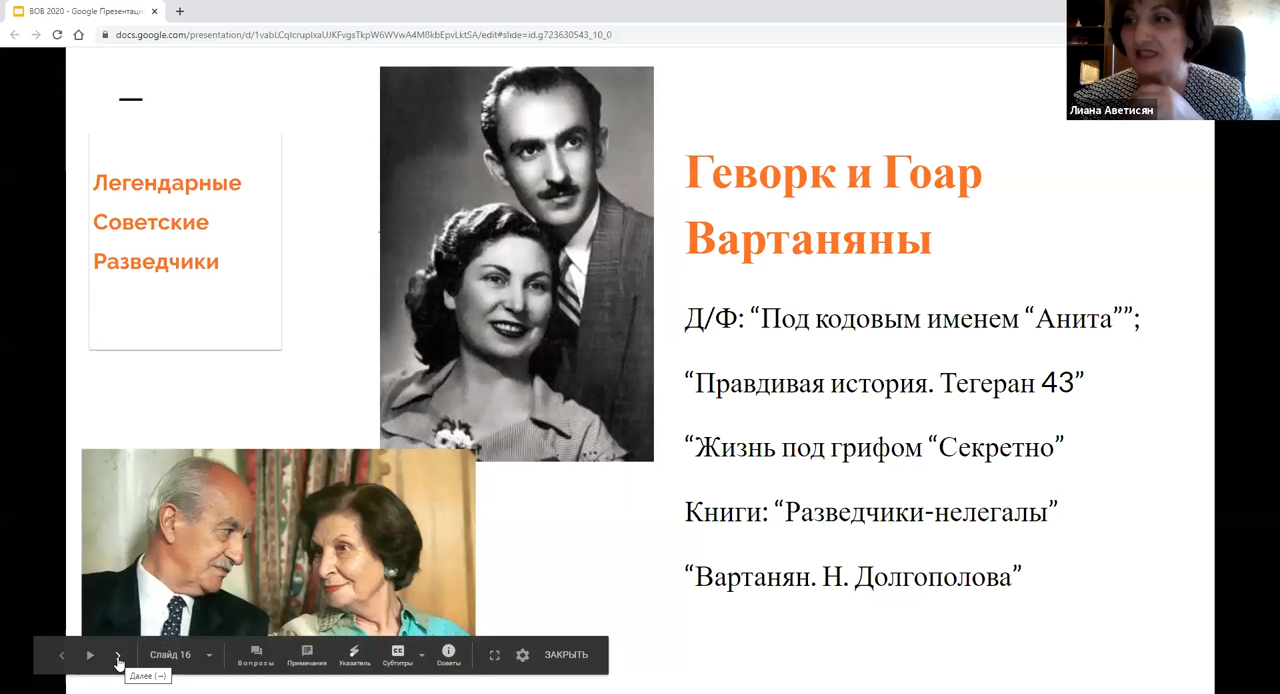 ВОВ 2020 - Google Презентаци
docs.google.com/presentation/d/1vabLCqlcrupIxaUJKFvgsTkpW6WVwA4M8kbEpvLktSA/edit#slide=id.g723630543_10_0
Лиана Аветисян
Легендарные
Советские
Разведчики
Геворк и Гоар
Вартаняны
Д/Ф: “Под кодовым именем “Анита””;
“Правдивая история. Тегеран 43”
“Жизнь под грифом “Секретно”
Книги: “Разведчики-нелегалы”
“Вартанян. Н. Долгополова”
Слайд 16
Вопросы
Примечания
Указатель
Субтитры
Советы
ЗАКРЫТЬ
Далее (→)